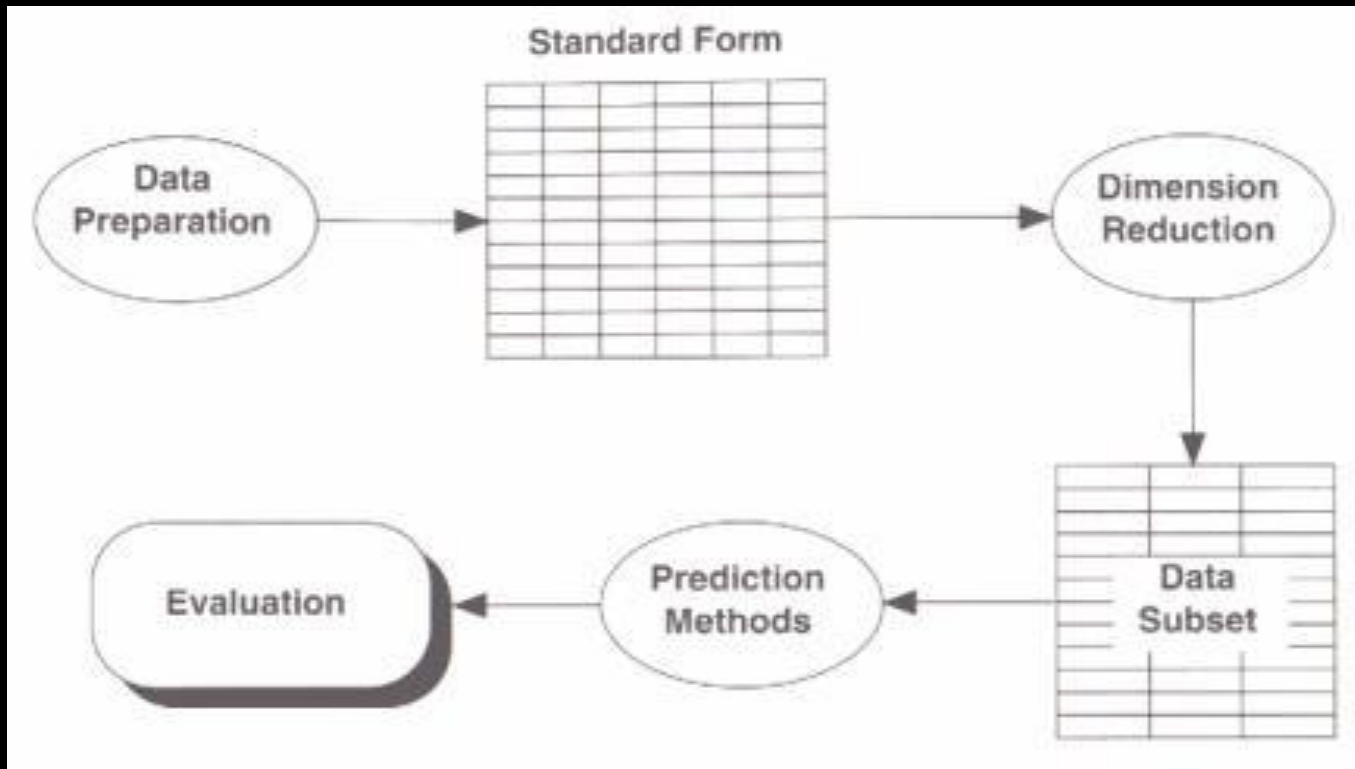 Standard Form
Data
Preparation
Dimension
Reduction
Data
Subset
Prediction
Methods
Evaluation